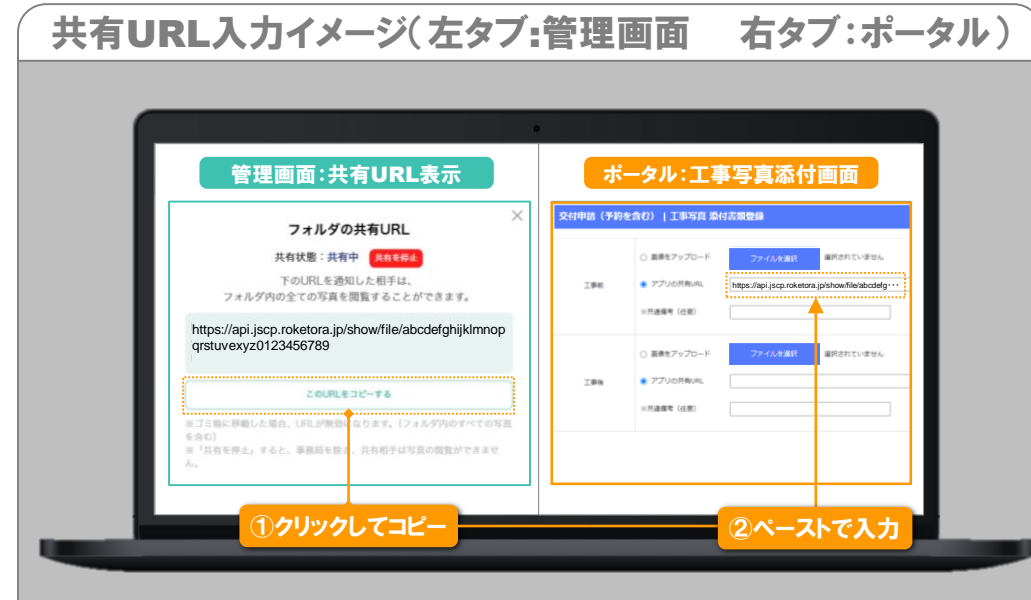 共有URL入力イメージ(左タブ:管理画面 右タブ:ポータル)
管理画面:共有URL表示
フォルダの共有URL
共有状態:共有中 共有を停止
下のURLを通知した相手は、
フォルダ内の全ての写真を閲覧することができます。
https://api.jscp.roketora.jp/show/file/abcdefghijklmnop
qrstuvexyz0123456789
このURLをコピーする
※ゴミ箱に移動した場合、URLが無効になります。(フォルダ内のすべての写真
を含む)
※「共有を停止」すると、事務局を除き、共有相手は写真の閲覧ができませ
ん。
①クリックしてコピー
ポータル:工事写真添付画面
交付申請(予約を含む) | 工事写真 添付書類登録
工事前
画像をアップロード ファイルを選択 選択されていません
アプリの共有URL https://api.jscp.roketora.jp/show/file/abcdefg・・・
※共通備考(任意)
工事後
画像をアップロード ファイルを選択 選択されていません
アプリの共有URL
※共通備考(任意)
②ペーストで入力